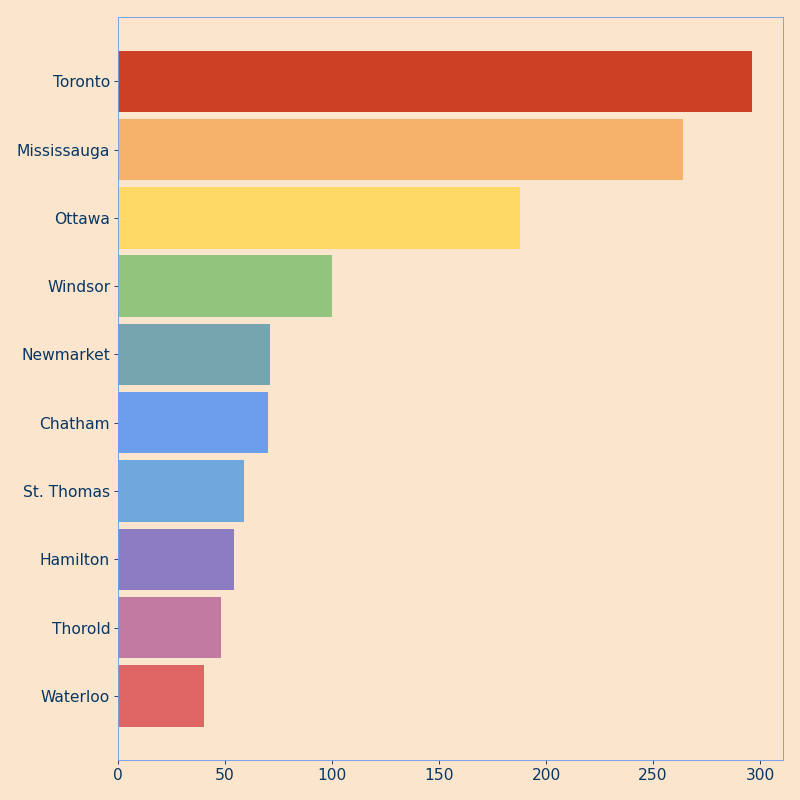 Toronto
Mississauga
Ottawa
Windsor
Newmarket
Chatham
St. Thomas
Hamilton
Thorold
Waterloo
0 50 100 150 200 250 300